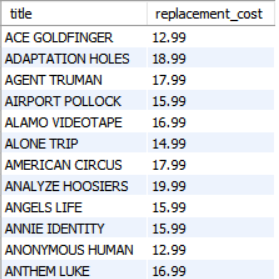 title replacement_cost
ACE GOLDFINGER 12.99
ADAPTATION HOLES 18.99
AGENT TRUMAN 17.99
AIRPORT POLLOCK 15.99
ALAMO VIDEOTAPE 16.99
ALONE TRIP 14.99
AMERICAN CIRCUS 17.99
ANALYZE HOOSIERS 19.99
ANGELS LIFE 15.99
ANNIE IDENTITY 15.99
ANONYMOUS HUMAN 12.99
ANTHEM LUKE 16.99